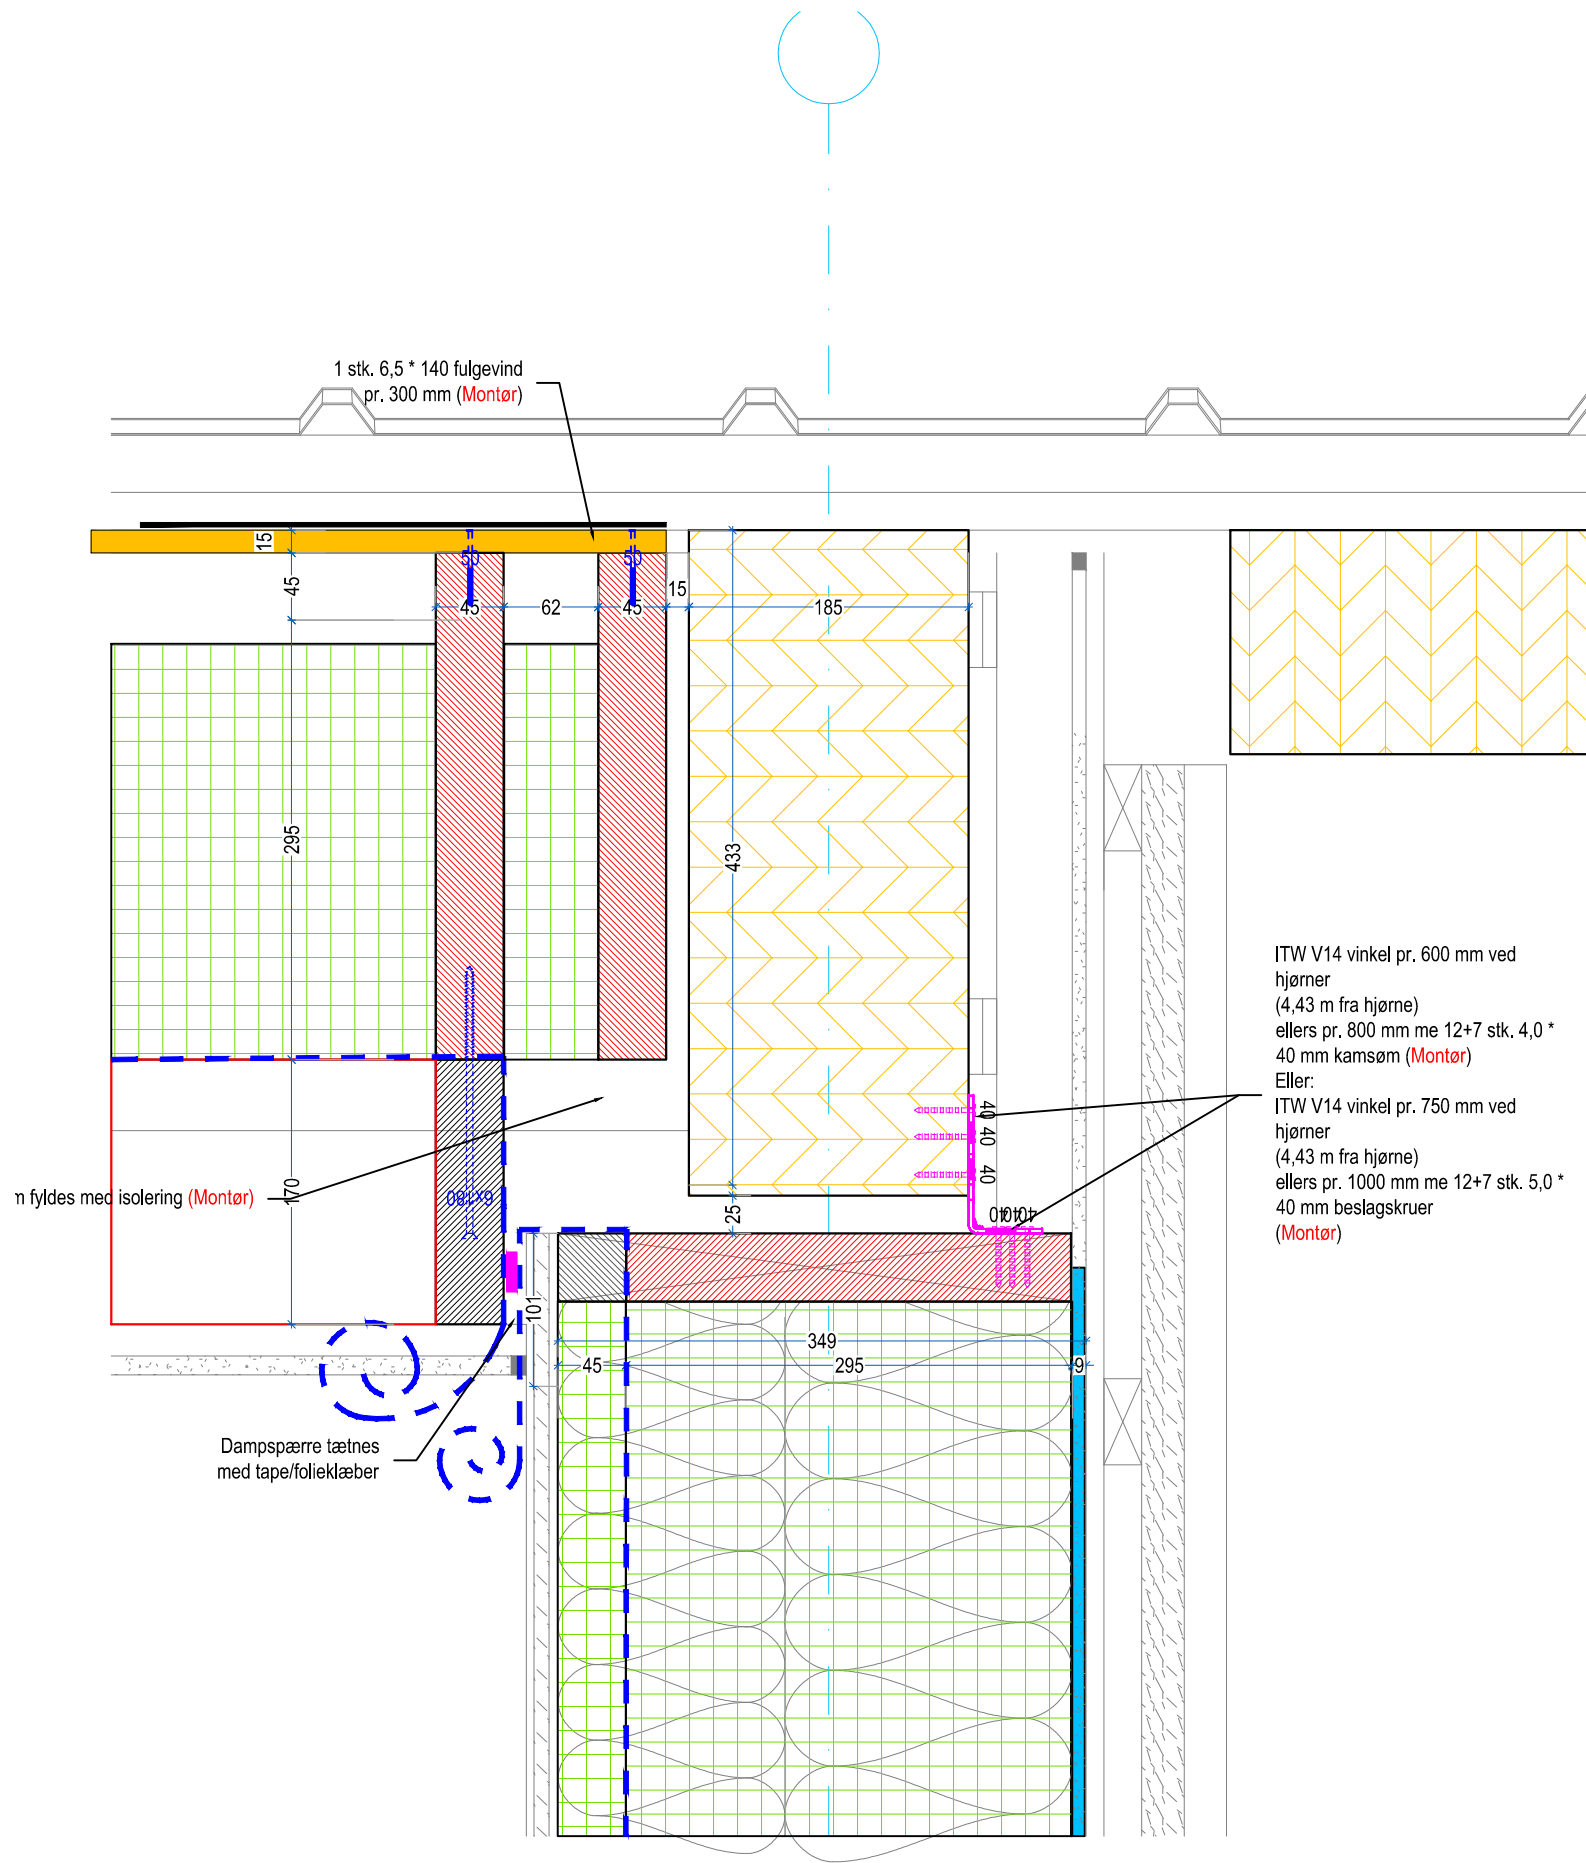 1 stk. 6,5 * 140 fulgevind
pr. 300 mm (Montør)
15
45
50
50
15
45
62
45
185
295
433
ITW V14 vinkel pr. 600 mm ved
hjørner
(4,43 m fra hjørne)
ellers pr. 800 mm me 12+7 stk. 4,0 *
40 mm kamsøm (Montør)
Eller:
ITW V14 vinkel pr. 750 mm ved
hjørner
(4,43 m fra hjørne)
ellers pr. 1000 mm me 12+7 stk. 5,0 *
40 mm beslagskruer
(Montør)
40
40
40
m fyldes med isolering (Montør)
170
6x180
25
404040
101
349
45
295
9
Dampspærre tætnes
med tape/folieklæber